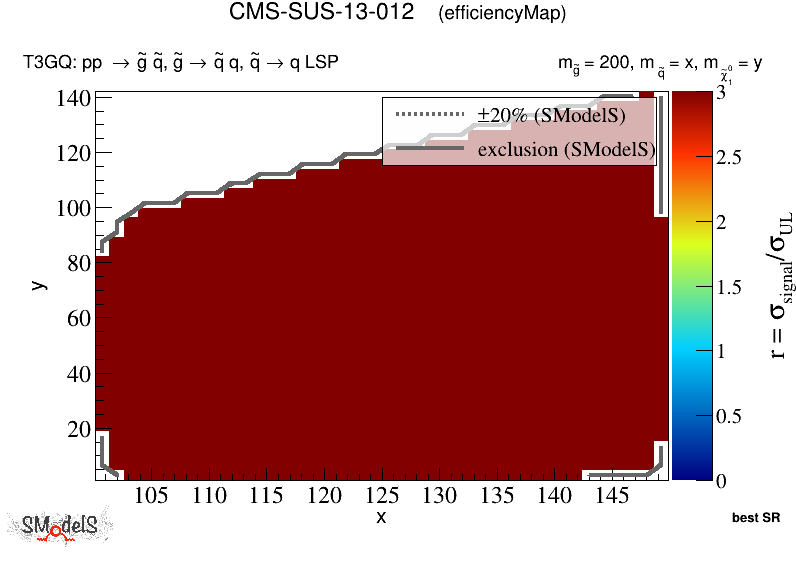 CMS-SUS-13-012 (efficiencyMap)
T3GQ: pp → g̃ q̃, g̃ → q̃ q, q̃ → q LSP
m_g̃ = 200, m_q̃ = x, m_χ̃₁⁰ = y
±20% (SModelS)
exclusion (SModelS)
140
120
100
80
60
40
20
y
105 110 115 120 125 130 135 140 145
x
3
2.5
2
1.5
1
0.5
0
r = σ_signal/σ_UL
SModelS
best SR